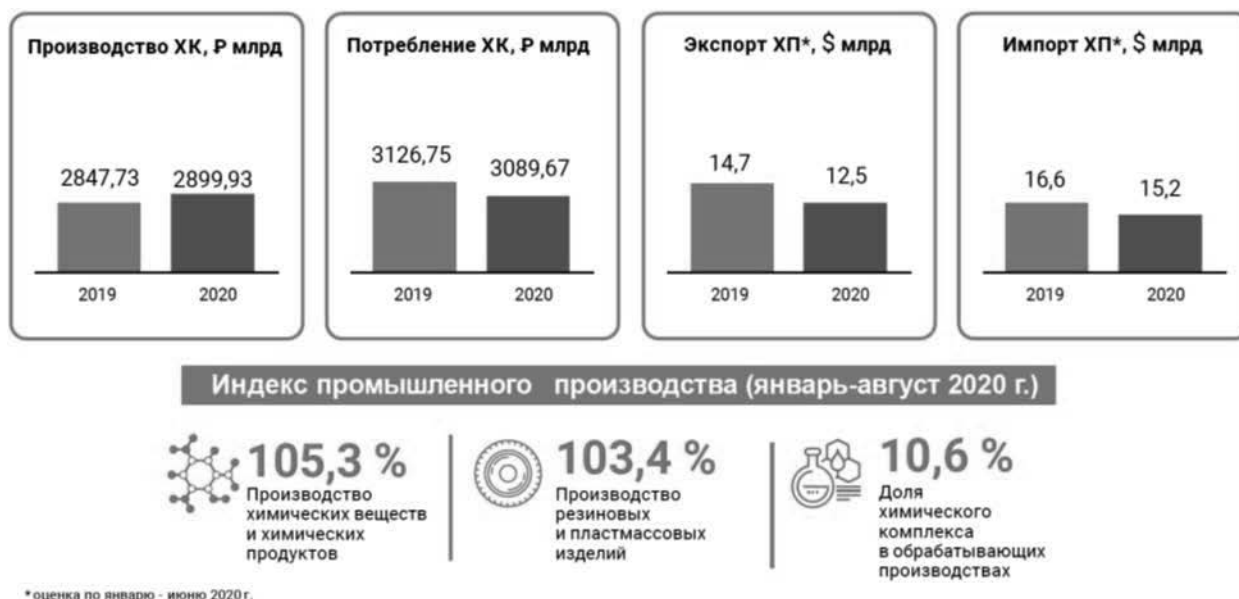 Производство ХК, ₽ млрд
2847,73
2899,93
2019
2020
Потребление ХК, ₽ млрд
3126,75
3089,67
2019
2020
Экспорт ХП*, $ млрд
14,7
12,5
2019
2020
Импорт ХП*, $ млрд
16,6
15,2
2019
2020
Индекс промышленного производства (январь-август 2020 г.)
105,3 %
Производство
химических веществ
и химических
продуктов
103,4 %
Производство
резиновых
и пластмассовых
изделий
10,6 %
Доля
химического
комплекса
в обрабатывающих
производствах
* оценка по январю - июню 2020 г.